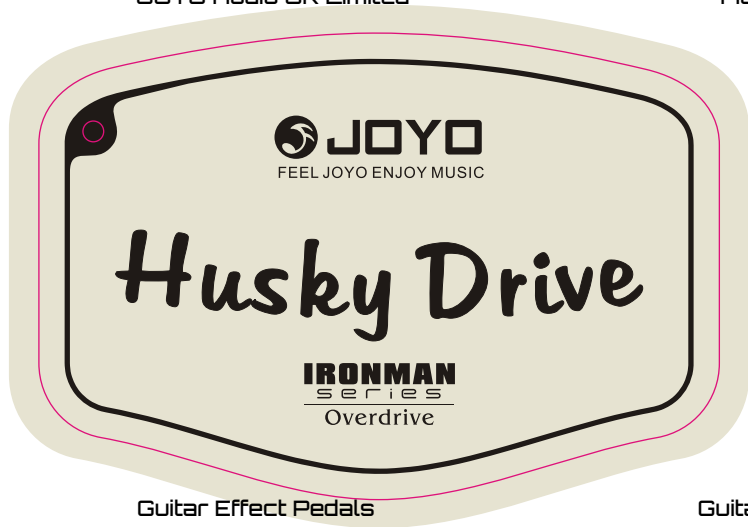 JOYO
FEEL JOYO ENJOY MUSIC
Husky Drive
IRONMAN
series
Overdrive
Guitar Effect Pedals